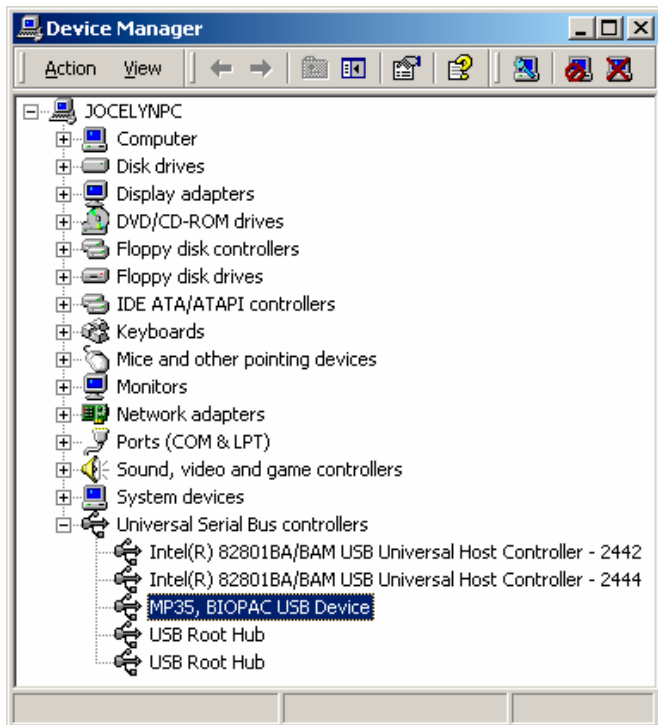 Device Manager
Action View
JOCELYNPC
Computer
Disk drives
Display adapters
DVD/CD-ROM drives
Floppy disk controllers
Floppy disk drives
IDE ATA/ATAPI controllers
Keyboards
Mice and other pointing devices
Monitors
Network adapters
Ports (COM & LPT)
Sound, video and game controllers
System devices
Universal Serial Bus controllers
Intel(R) 82801BA/BAM USB Universal Host Controller - 2442
Intel(R) 82801BA/BAM USB Universal Host Controller - 2444
MP35, BIOPAC USB Device
USB Root Hub
USB Root Hub